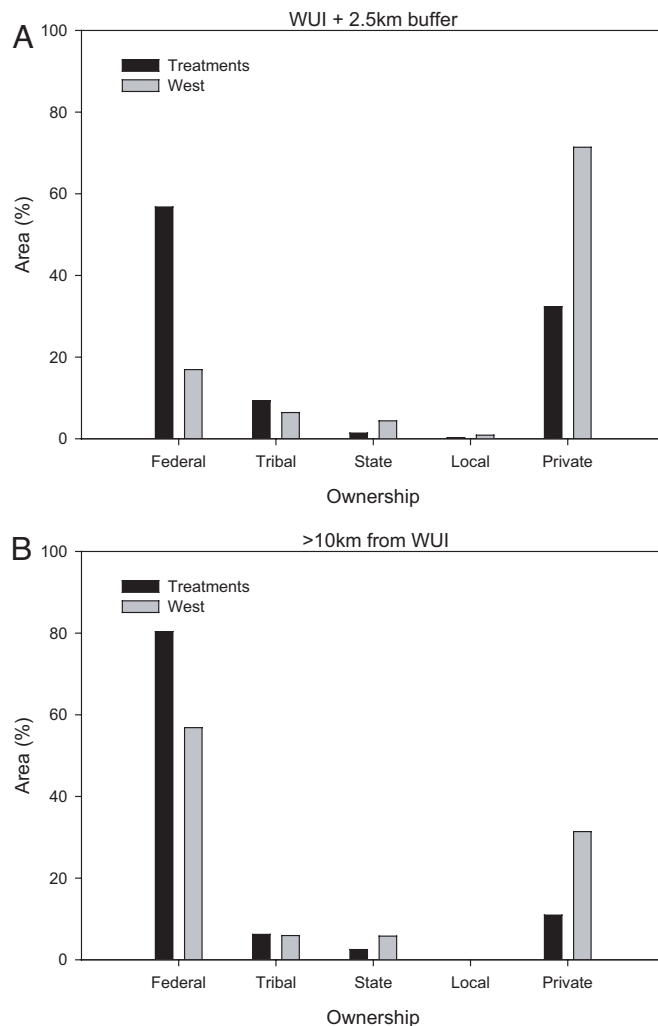 A
WUI + 2.5km buffer
100
80
60
40
20
0
Area (%)
Treatments
West
Federal Tribal State Local Private
Ownership
B
>10km from WUI
100
80
60
40
20
0
Area (%)
Treatments
West
Federal Tribal State Local Private
Ownership